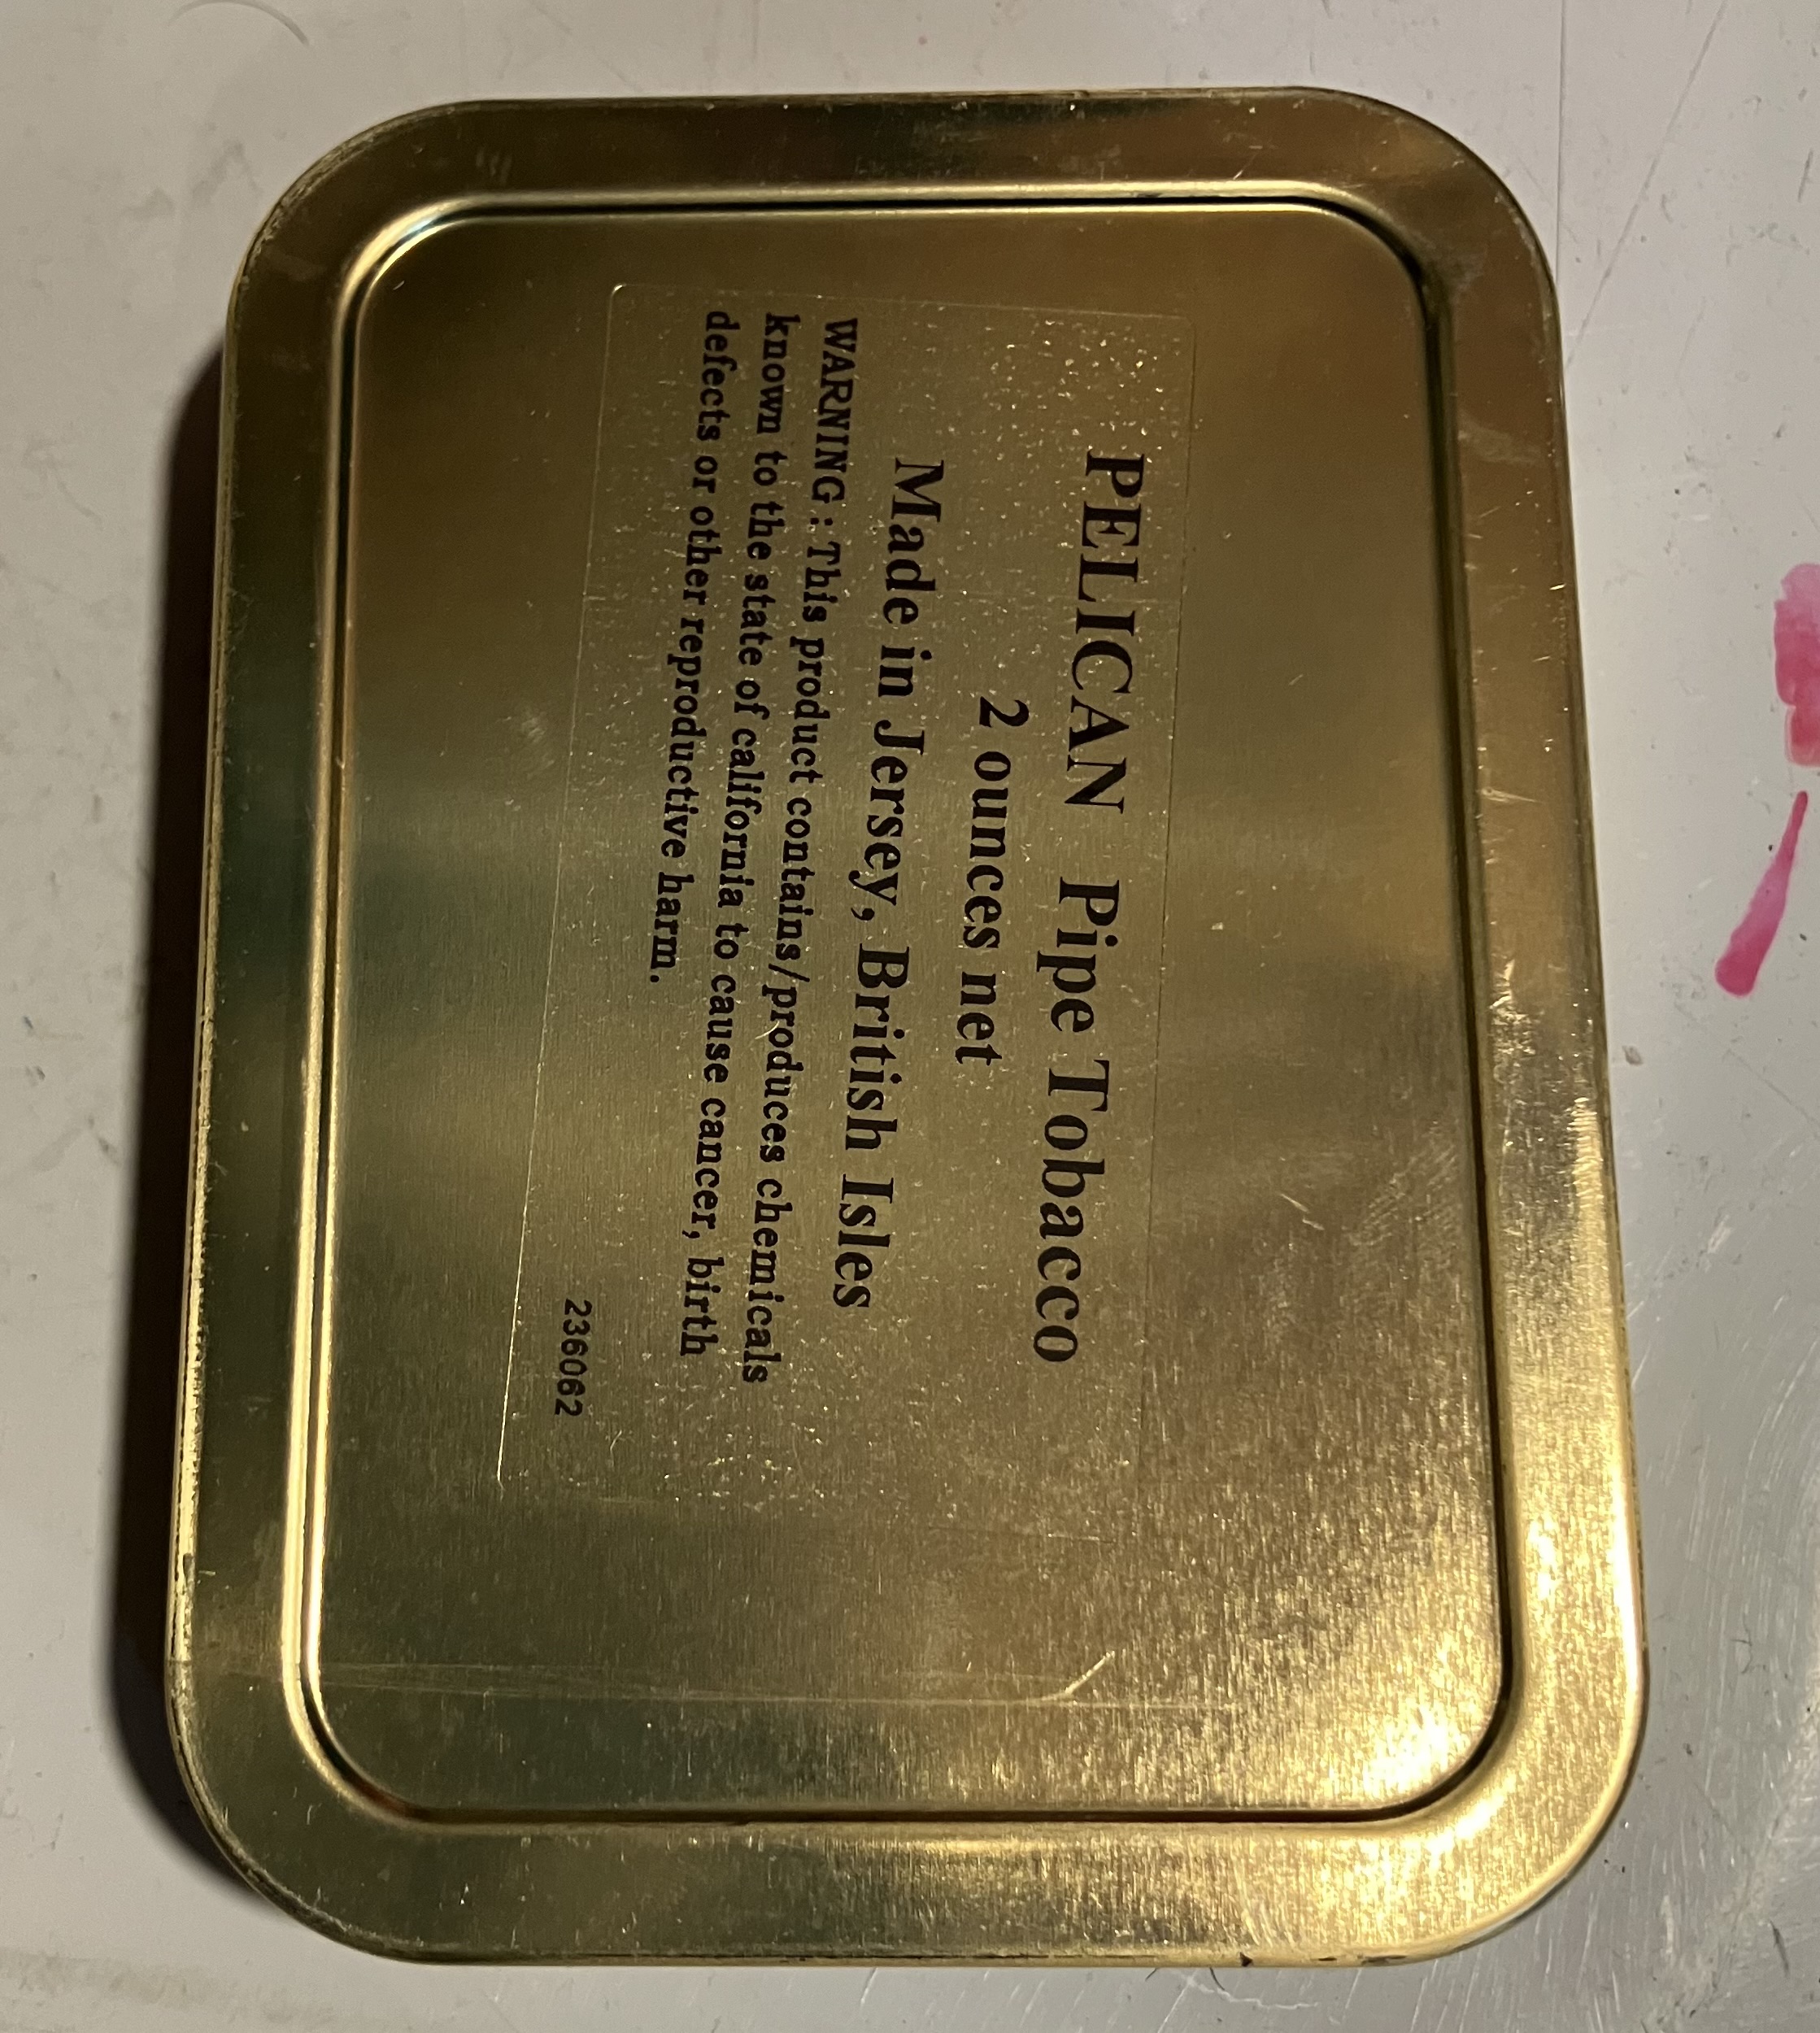 PELICAN Pipe Tobacco
2 ounces net
Made in Jersey, British Isles
WARNING : This product contains/produces chemicals
known to the state of california to cause cancer, birth
defects or other reproductive harm.
236062